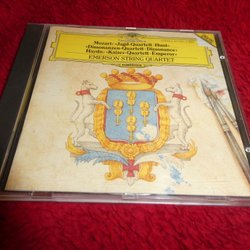 Mozart: »Jagd-Quartett · Hunt«
»Dissonanzen-Quartett · Dissonance«
Haydn: »Kaiser-Quartett · Emperor«
EMERSON STRING QUARTET